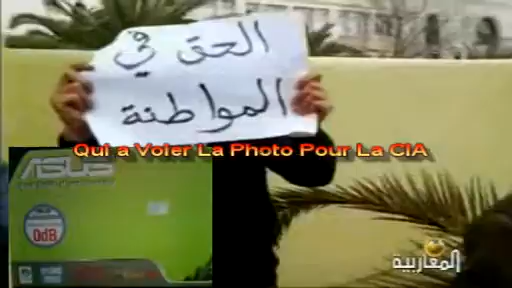 الحق في
المواطنة
Qui a Voler La Photo Pour La CIA
ASUS
0dB
المغاربية